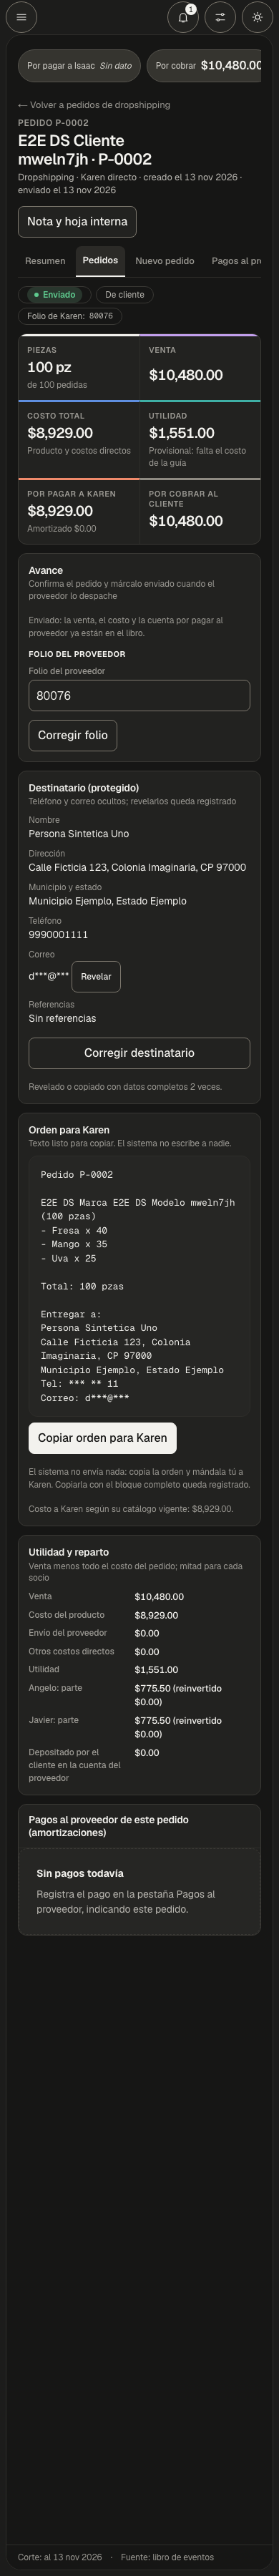 1
Por pagar a Isaac Sin dato
Por cobrar $10,480.00
← Volver a pedidos de dropshipping
PEDIDO P-0002
E2E DS Cliente
mweln7jh · P-0002
Dropshipping · Karen directo · creado el 13 nov 2026 ·
enviado el 13 nov 2026
Nota y hoja interna
Resumen Pedidos Nuevo pedido Pagos al pr
Enviado De cliente
Folio de Karen: 80076
PIEZAS
100 pz
de 100 pedidas
VENTA
$10,480.00
COSTO TOTAL
$8,929.00
Producto y costos directos
UTILIDAD
$1,551.00
Provisional: falta el costo
de la guía
POR PAGAR A KAREN
$8,929.00
Amortizado $0.00
POR COBRAR AL
CLIENTE
$10,480.00
Avance
Confirma el pedido y márcalo enviado cuando el
proveedor lo despache
Enviado: la venta, el costo y la cuenta por pagar al
proveedor ya están en el libro.
FOLIO DEL PROVEEDOR
Folio del proveedor
80076
Corregir folio
Destinatario (protegido)
Teléfono y correo ocultos; revelarlos queda registrado
Nombre
Persona Sintetica Uno
Dirección
Calle Ficticia 123, Colonia Imaginaria, CP 97000
Municipio y estado
Municipio Ejemplo, Estado Ejemplo
Teléfono
9990001111
Correo
d***@*** Revelar
Referencias
Sin referencias
Corregir destinatario
Revelado o copiado con datos completos 2 veces.
Orden para Karen
Texto listo para copiar. El sistema no escribe a nadie.
Pedido P-0002
E2E DS Marca E2E DS Modelo mweln7jh
(100 pzas)
- Fresa x 40
- Mango x 35
- Uva x 25
Total: 100 pzas
Entregar a:
Persona Sintetica Uno
Calle Ficticia 123, Colonia
Imaginaria, CP 97000
Municipio Ejemplo, Estado Ejemplo
Tel: *** ** 11
Correo: d***@***
Copiar orden para Karen
El sistema no envía nada: copia la orden y mándala tú a
Karen. Copiarla con el bloque completo queda registrado.
Costo a Karen según su catálogo vigente: $8,929.00.
Utilidad y reparto
Venta menos todo el costo del pedido; mitad para cada
socio
Venta $10,480.00
Costo del producto $8,929.00
Envío del proveedor $0.00
Otros costos directos $0.00
Utilidad $1,551.00
Angelo: parte $775.50 (reinvertido
$0.00)
Javier: parte $775.50 (reinvertido
$0.00)
Depositado por el $0.00
cliente en la cuenta del
proveedor
Pagos al proveedor de este pedido
(amortizaciones)
Sin pagos todavía
Registra el pago en la pestaña Pagos al
proveedor, indicando este pedido.
Corte: al 13 nov 2026 · Fuente: libro de eventos